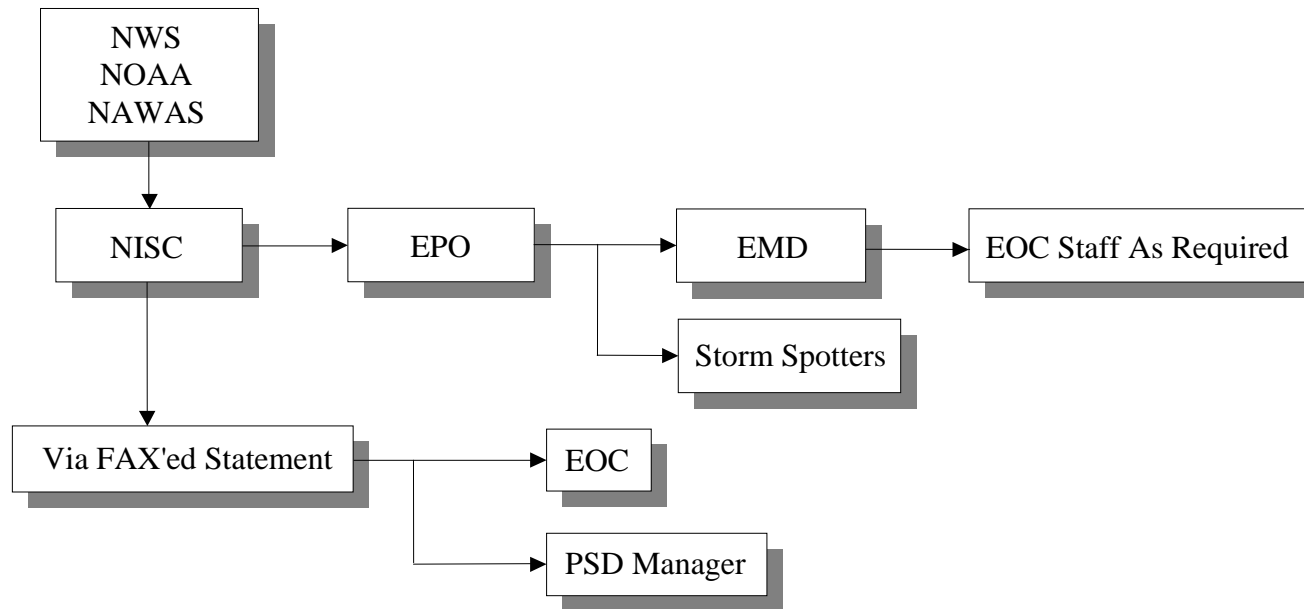 NWS
NOAA
NAWAS
NISC
EPO
EMD
EOC Staff As Required
Storm Spotters
Via FAX'ed Statement
EOC
PSD Manager